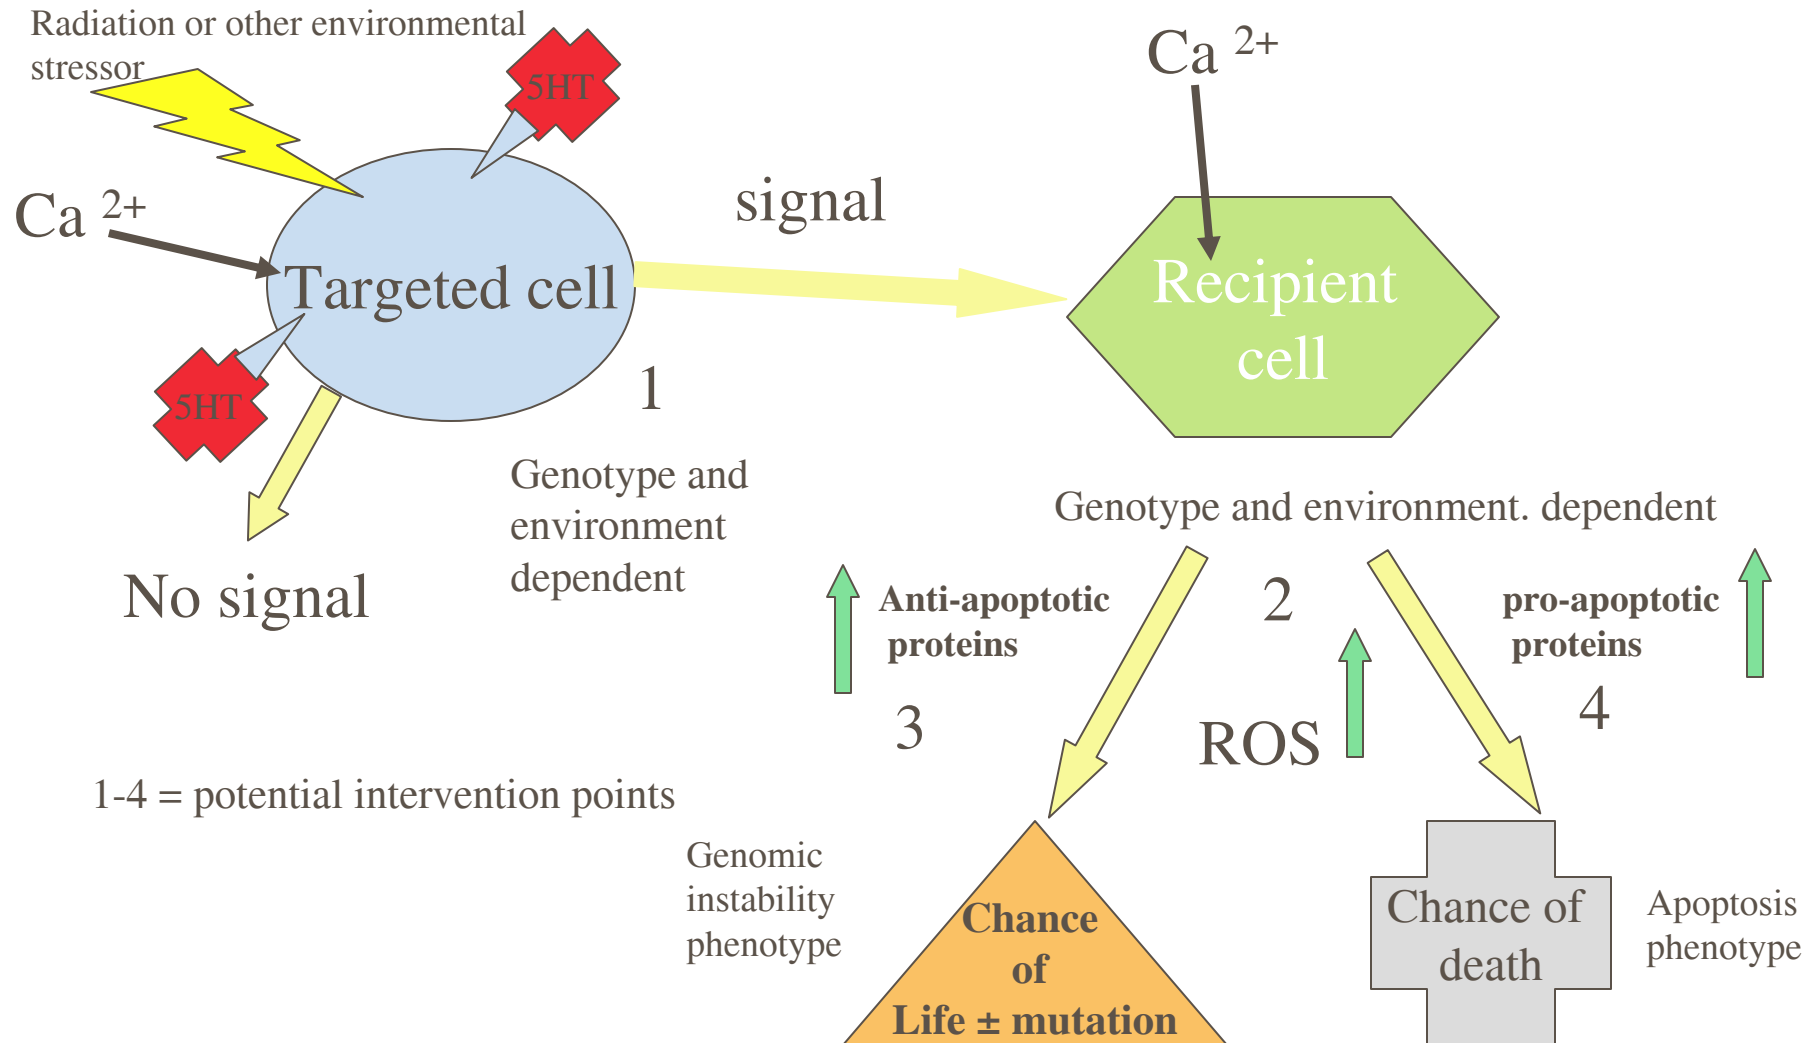 Radiation or other environmental
stressor
5HT
Ca 2+
Ca 2+
signal
Targeted cell
Recipient
cell
5HT
1
Genotype and
environment
dependent
No signal
Genotype and environment. dependent
Anti-apoptotic
proteins
2
pro-apoptotic
proteins
3
ROS
4
1-4 = potential intervention points
Genomic
instability
phenotype
Chance
of
Life ± mutation
Chance of
death
Apoptosis
phenotype